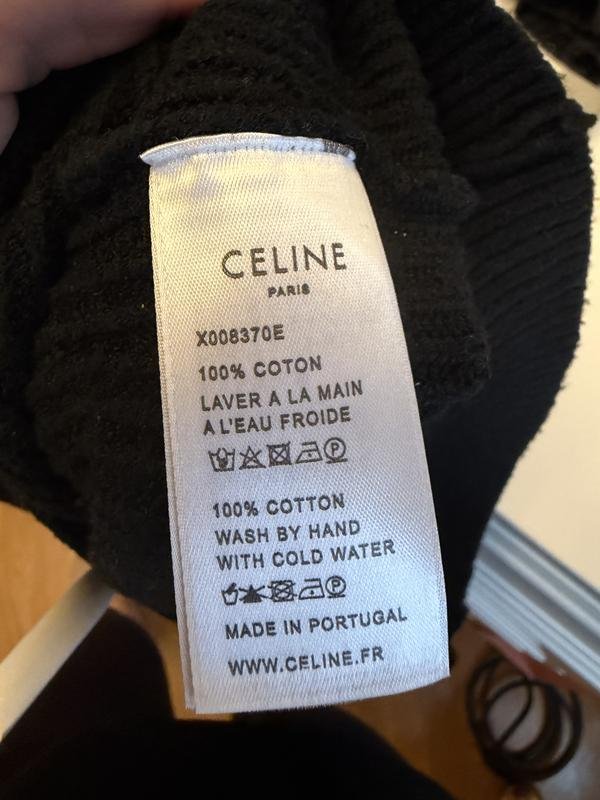 CELINE
PARIS
X008370E
100% COTON
LAVER A LA MAIN
A L'EAU FROIDE
P
100% COTTON
WASH BY HAND
WITH COLD WATER
P
MADE IN PORTUGAL
WWW.CELINE.FR